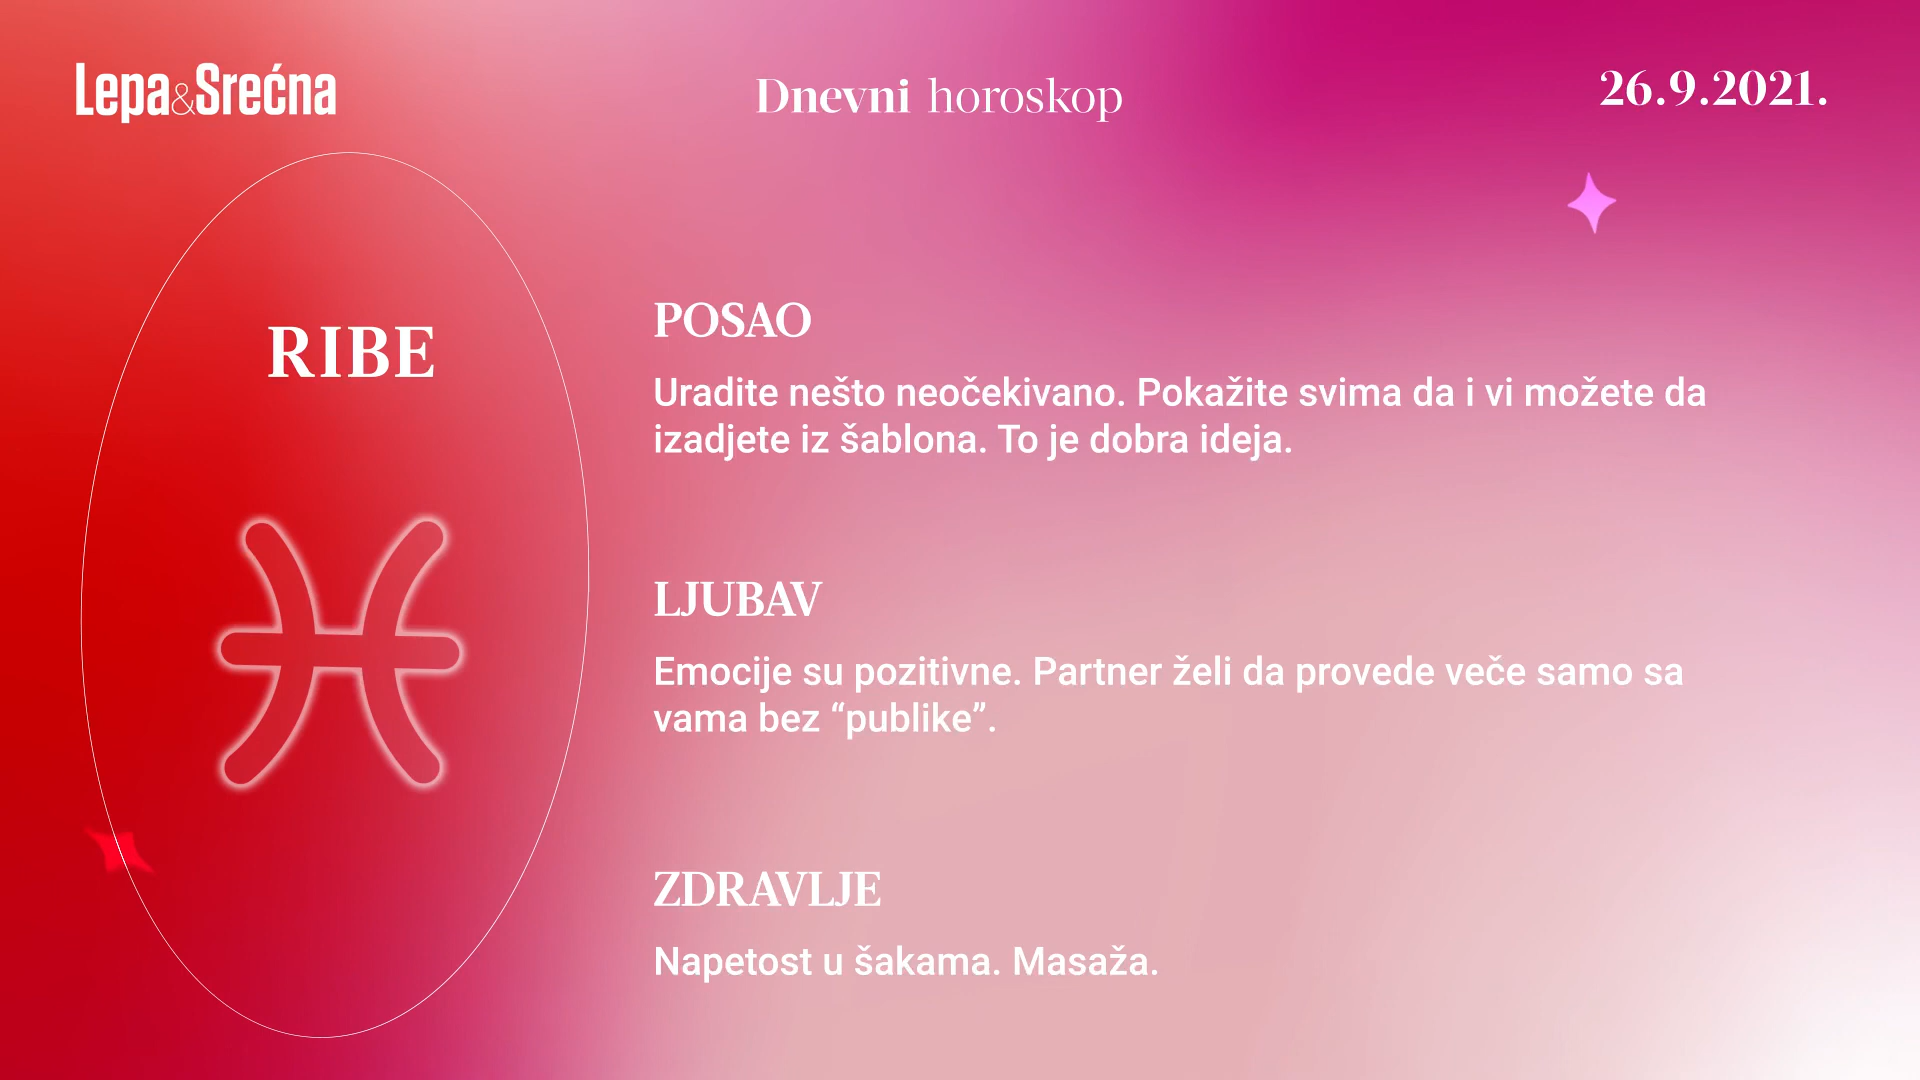 Lepa&Srećna
Dnevni horoskop
26.9.2021.
RIBE
POSAO
Uradite nešto neočekivano. Pokažite svima da i vi možete da
izadjete iz šablona. To je dobra ideja.
LJUBAV
Emocije su pozitivne. Partner želi da provede veče samo sa
vama bez “publike”.
ZDRAVLJE
Napetost u šakama. Masaža.